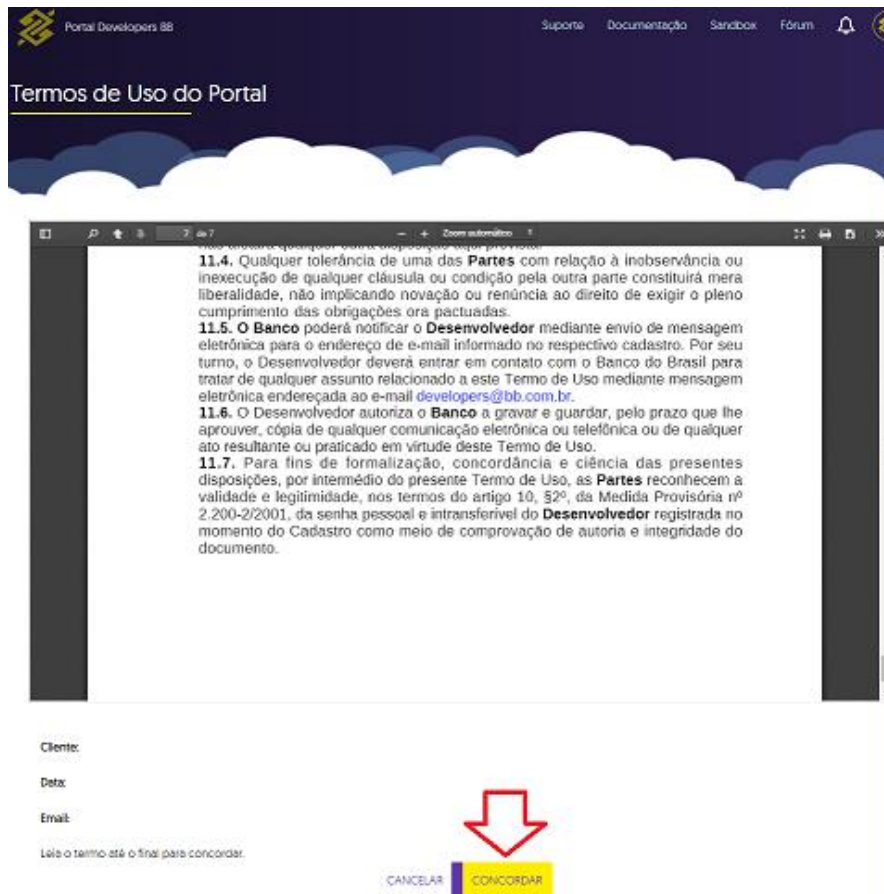 Portal Developers BB
Suporte Documentação Sandbox Fórum
Termos de Uso do Portal
7 de 7
Zoom automático
não afetará qualquer outra disposição aqui prevista.
11.4. Qualquer tolerância de uma das Partes com relação à inobservância ou
inexecução de qualquer cláusula ou condição pela outra parte constituirá mera
liberalidade, não implicando novação ou renúncia ao direito de exigir o pleno
cumprimento das obrigações ora pactuadas.
11.5. O Banco poderá notificar o Desenvolvedor mediante envio de mensagem
eletrônica para o endereço de e-mail informado no respectivo cadastro. Por seu
turno, o Desenvolvedor deverá entrar em contato com o Banco do Brasil para
tratar de qualquer assunto relacionado a este Termo de Uso mediante mensagem
eletrônica endereçada ao e-mail developers@bb.com.br.
11.6. O Desenvolvedor autoriza o Banco a gravar e guardar, pelo prazo que lhe
aprouver, cópia de qualquer comunicação eletrônica ou telefônica ou de qualquer
ato resultante ou praticado em virtude deste Termo de Uso.
11.7. Para fins de formalização, concordância e ciência das presentes
disposições, por intermédio do presente Termo de Uso, as Partes reconhecem a
validade e legitimidade, nos termos do artigo 10, §2º, da Medida Provisória nº
2.200-2/2001, da senha pessoal e intransferível do Desenvolvedor registrada no
momento do Cadastro como meio de comprovação de autoria e integridade do
documento.
Cliente:
Data:
Email:
Leia o termo até o final para concordar.
CANCELAR CONCORDAR